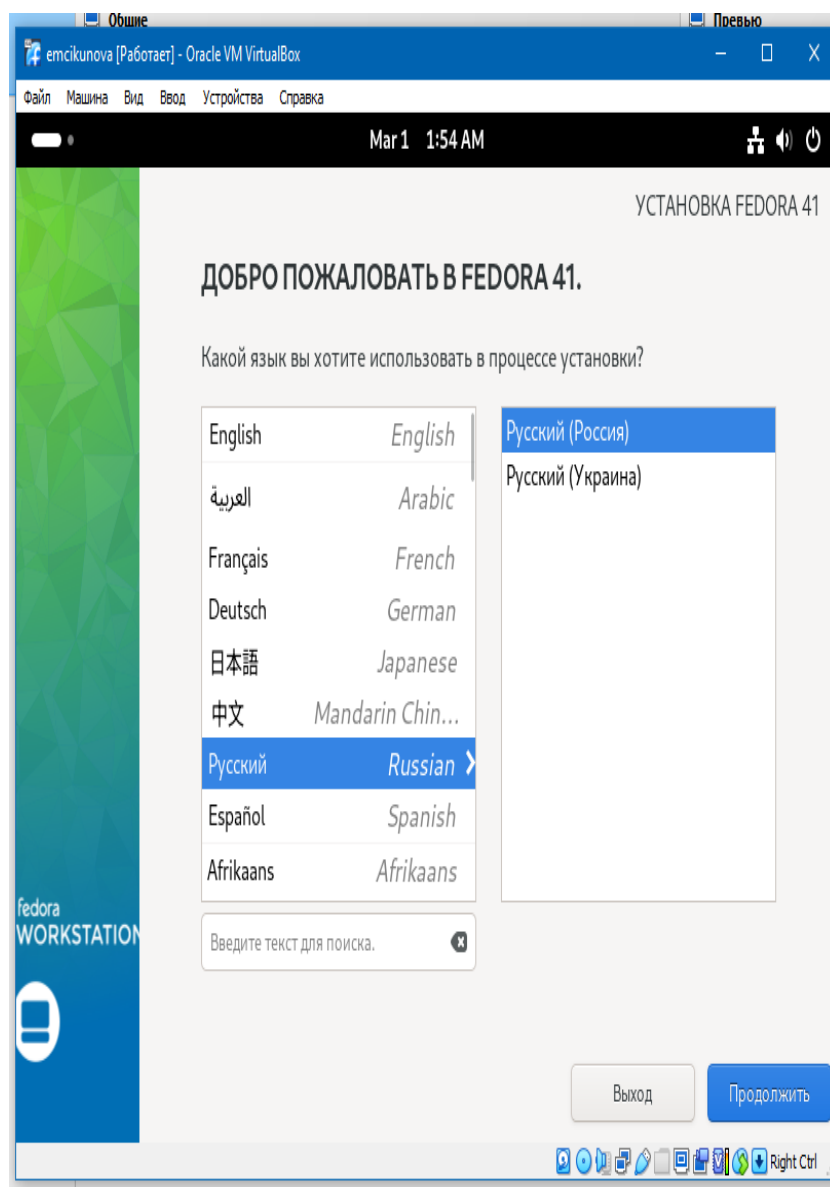 Общие
Превью
emcikunova [Работает] - Oracle VM VirtualBox
Файл Машина Вид Ввод Устройства Справка
Mar 1 1:54 AM
УСТАНОВКА FEDORA 41
ДОБРО ПОЖАЛОВАТЬ В FEDORA 41.
Какой язык вы хотите использовать в процессе установки?
English English
العربية Arabic
Français French
Deutsch German
日本語 Japanese
中文 Mandarin Chin...
Русский Russian
Español Spanish
Afrikaans Afrikaans
Русский (Россия)
Русский (Украина)
Введите текст для поиска.
fedora
WORKSTATION
Выход
Продолжить
Right Ctrl